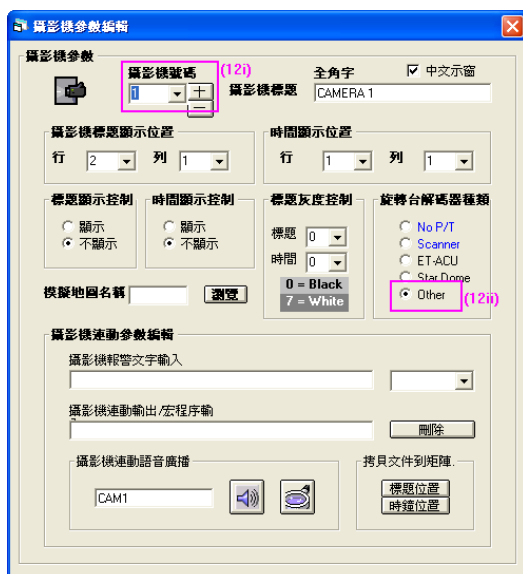 攝影機參數編輯
攝影機參數
攝影機號碼
(12i)
1
攝影機標題
全角字
中文示窗
CAMERA 1
攝影機標題顯示位置
行 2 列 1
時間顯示位置
行 1 列 1
標題顯示控制
顯示
不顯示
時間顯示控制
顯示
不顯示
標題灰度控制
標題 0
時間 0
0 = Black
7 = White
旋轉台解碼器種類
No P/T
Scanner
ET-ACU
Star Dome
Other
(12ii)
模擬地圖名稱
瀏覽
攝影機連動參數編輯
攝影機報警文字輸入
攝影機連動輸出/宏程序輸
刪除
攝影機連動語音廣播
CAM1
拷貝文件到矩陣.
標題位置
時鐘位置